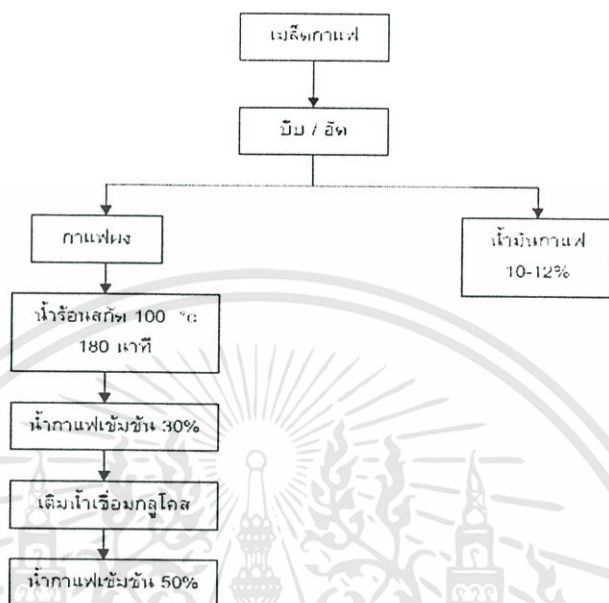 เมล็ดกาแฟ
บีบ / อัด
กาแฟผง
น้ำมันกาแฟ
10-12%
น้ำร้อนสกัด 100 °c
180 นาที
น้ำกาแฟเข้มข้น 30%
เติมน้ำเชื่อมกลูโคส
น้ำกาแฟเข้มข้น 50%